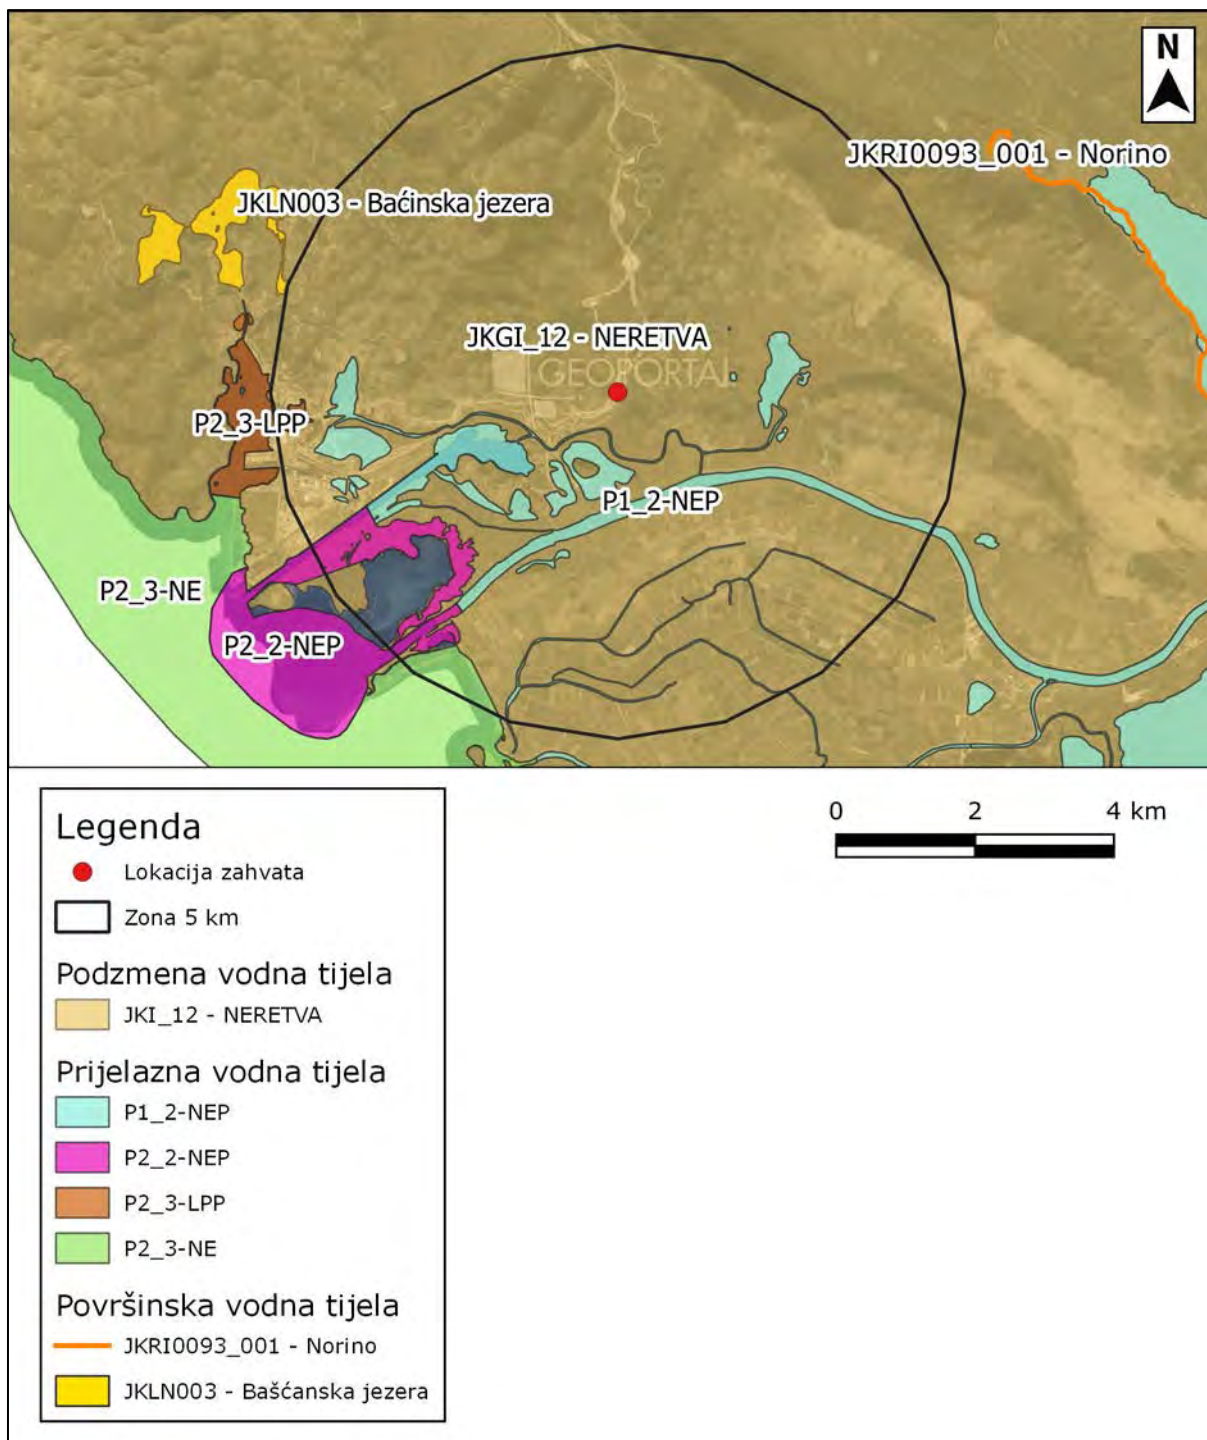 N
JKRI0093_001 - Norino
JKLN003 - Baćinska jezera
JKGI_12 - NERETVA
GEOPORTAL
P2_3-LPP
P1_2-NEP
P2_3-NE
P2_2-NEP
0 2 4 km
Legenda
Lokacija zahvata
Zona 5 km
Podzmena vodna tijela
JKI_12 - NERETVA
Prijelazna vodna tijela
P1_2-NEP
P2_2-NEP
P2_3-LPP
P2_3-NE
Površinska vodna tijela
JKRI0093_001 - Norino
JKLN003 - Bašćanska jezera